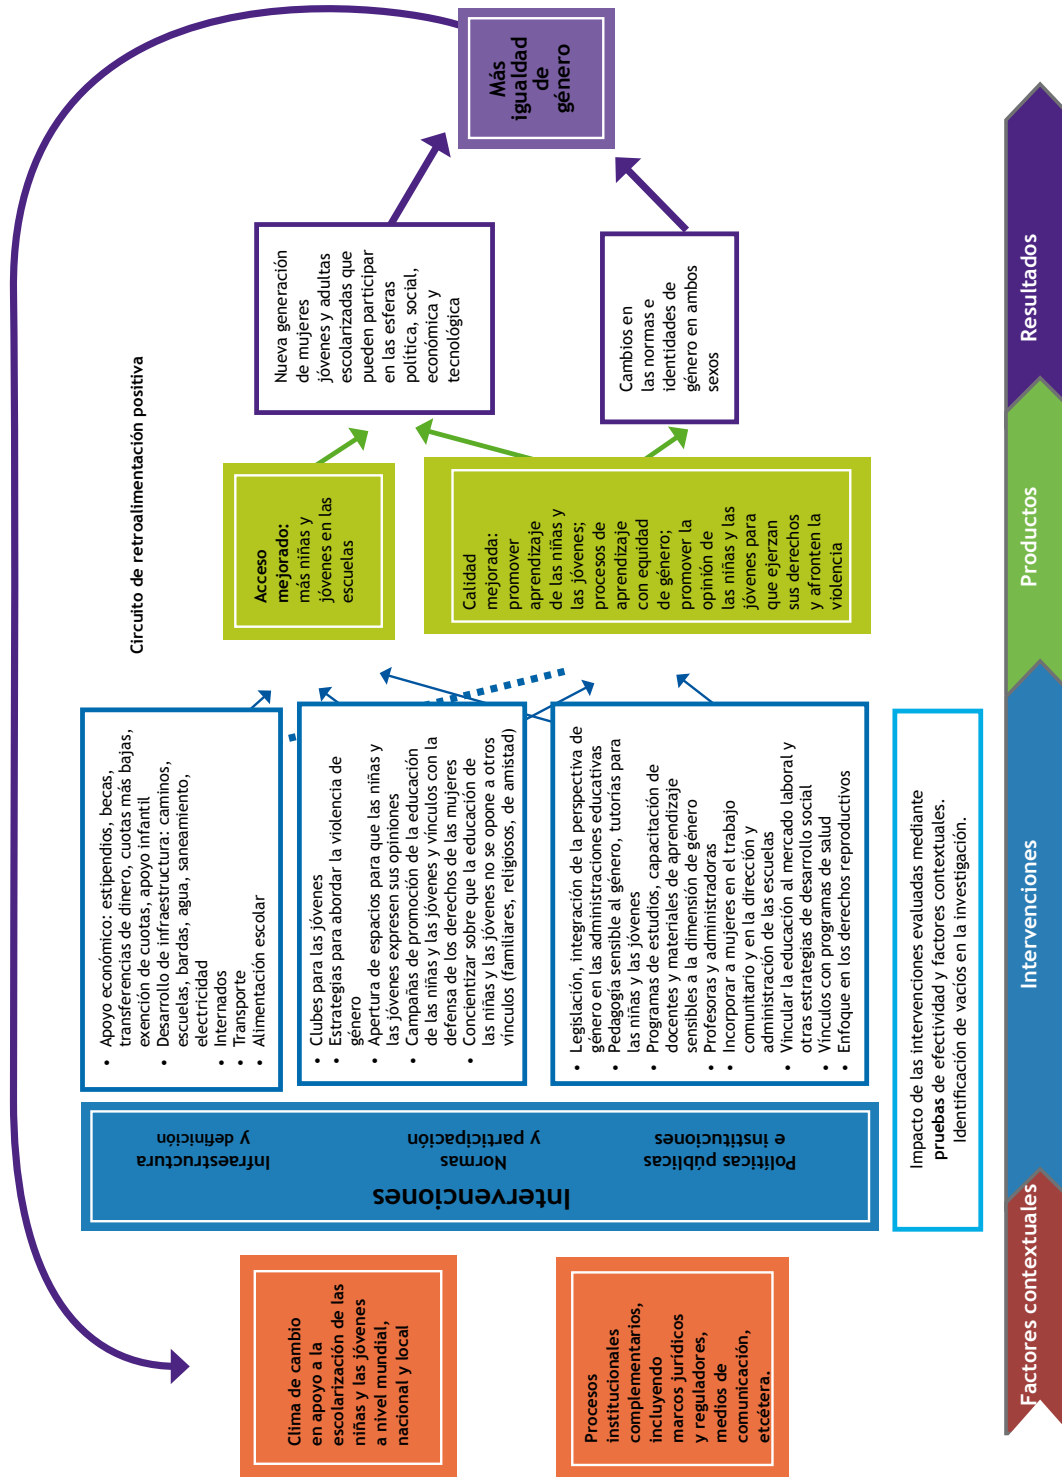 Clima de cambio
en apoyo a la
escolarización de las
niñas y las jóvenes
a nivel mundial,
nacional y local
Procesos
institucionales
complementarios,
incluyendo
marcos jurídicos
y reguladores,
medios de
comunicación,
etcétera.
Intervenciones
Infraestructura
y definición
Normas
y participación
Políticas públicas
e instituciones
• Apoyo económico: estipendios, becas,
transferencias de dinero, cuotas más bajas,
exención de cuotas, apoyo infantil
• Desarrollo de infraestructura: caminos,
escuelas, bardas, agua, saneamiento,
electricidad
• Internados
• Transporte
• Alimentación escolar
• Clubes para las jóvenes
• Estrategias para abordar la violencia de
género
• Apertura de espacios para que las niñas y
las jóvenes expresen sus opiniones
• Campañas de promoción de la educación
de las niñas y las jóvenes y vínculos con la
defensa de los derechos de las mujeres
• Concientizar sobre que la educación de
las niñas y las jóvenes no se opone a otros
vínculos (familiares, religiosos, de amistad)
• Legislación, integración de la perspectiva de
género en las administraciones educativas
• Pedagogía sensible al género, tutorías para
las niñas y las jóvenes
• Programas de estudios, capacitación de
docentes y materiales de aprendizaje
sensibles a la dimensión de género
• Profesoras y administradoras
• Incorporar a mujeres en el trabajo
comunitario y en la dirección y
administración de las escuelas
• Vincular la educación al mercado laboral y
otras estrategias de desarrollo social
• Vínculos con programas de salud
• Enfoque en los derechos reproductivos
Impacto de las intervenciones evaluadas mediante
pruebas de efectividad y factores contextuales.
Identificación de vacíos en la investigación.
Circuito de retroalimentación positiva
Acceso
mejorado:
más niñas y
jóvenes en las
escuelas
Calidad
mejorada:
promover
aprendizaje
de las niñas y
las jóvenes;
procesos de
aprendizaje
con equidad
de género;
promover la
opinión de
las niñas y las
jóvenes para
que ejerzan
sus derechos
y afronten la
violencia
Nueva generación
de mujeres
jóvenes y adultas
escolarizadas que
pueden participar
en las esferas
política, social,
económica y
tecnológica
Cambios en
las normas e
identidades de
género en ambos
sexos
Más
igualdad
de
género
Factores contextuales
Intervenciones
Productos
Resultados